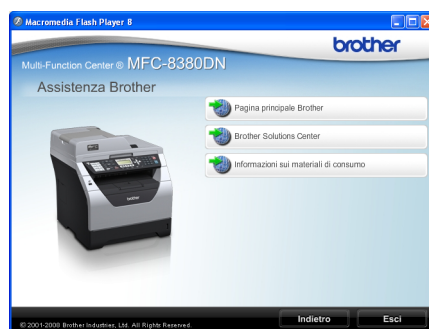 Macromedia Flash Player 8
brother
Multi-Function Center ® MFC-8380DN
Assistenza Brother
Pagina principale Brother
Brother Solutions Center
Informazioni sui materiali di consumo
brother
Indietro
Esci
© 2001-2008 Brother Industries, Ltd. All Rights Reserved.